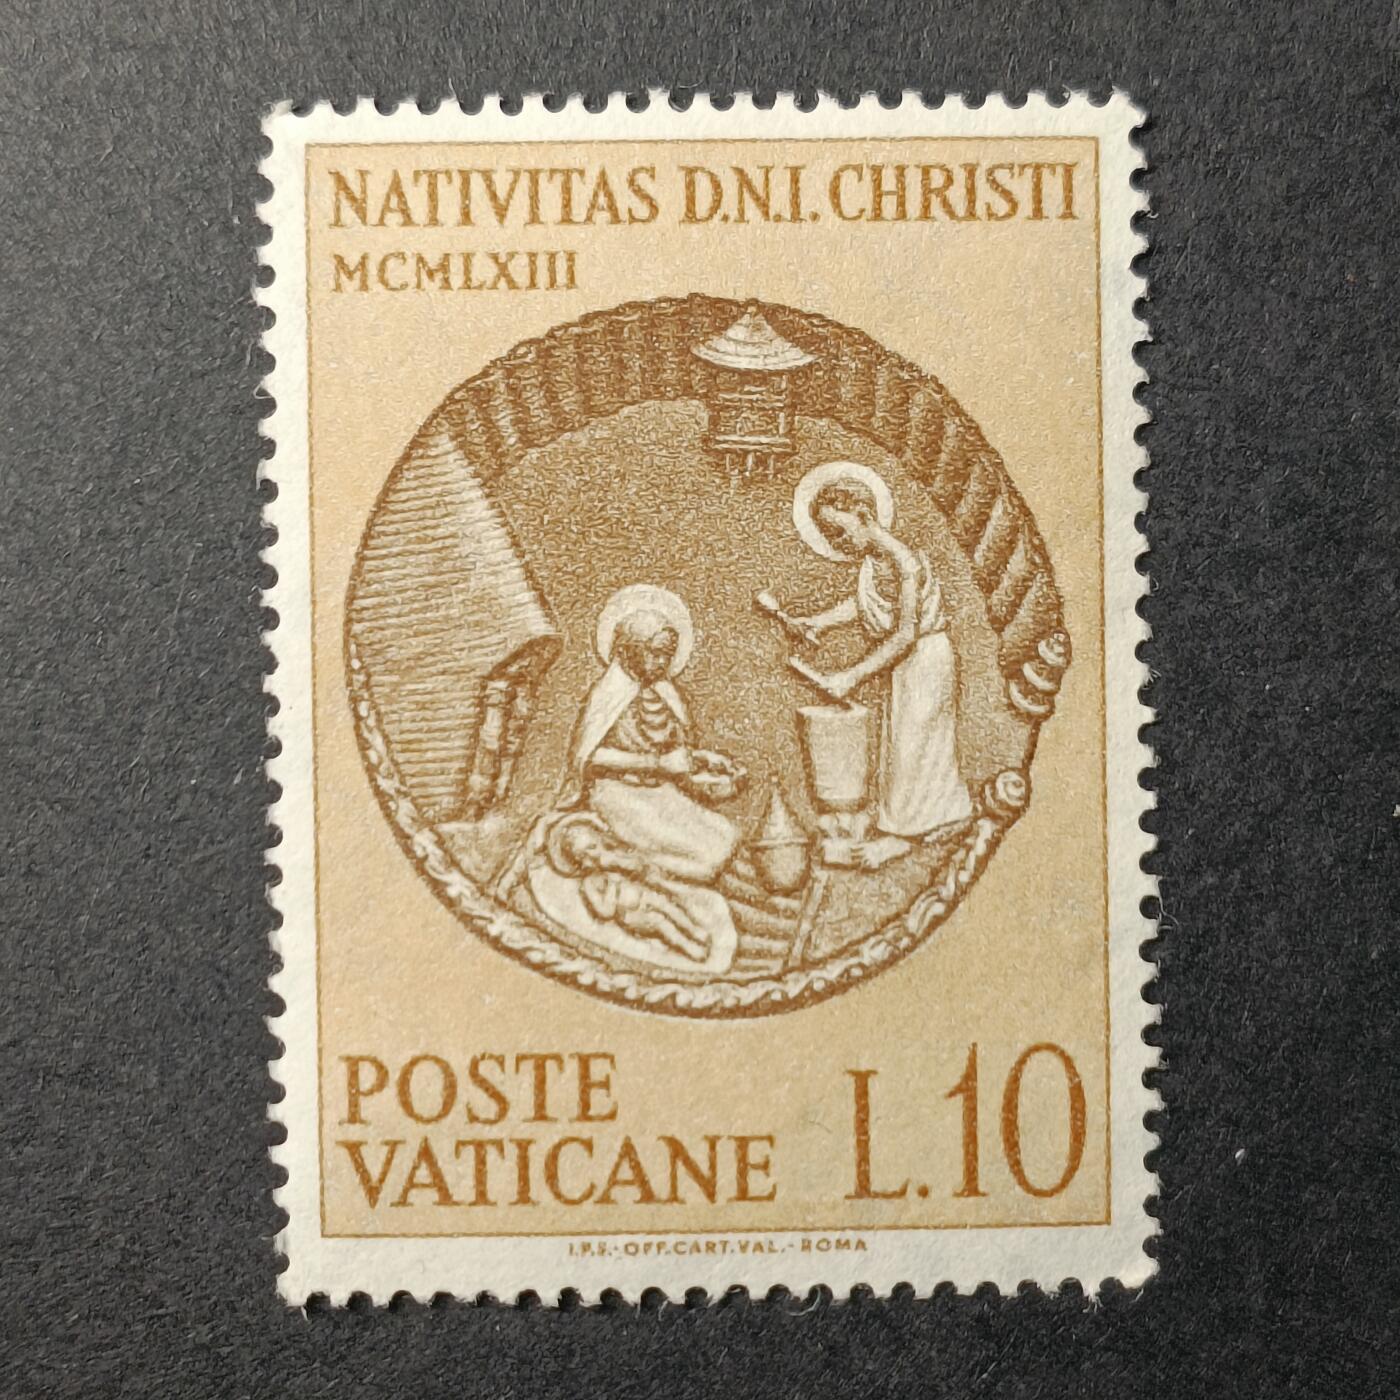 NATIVITAS D.N.I. CHRISTI
MCMLXIII
POSTE
VATICANE
L.10
I.P.S.-OFF.CART.VAL.-ROMA